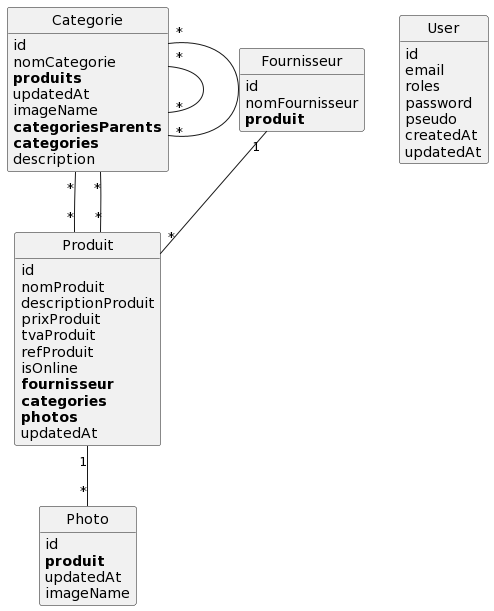 Categorie
id
nomCategorie
produits
updatedAt
imageName
categoriesParents
categories
description
*
*
*
*
Fournisseur
id
nomFournisseur
produit
User
id
email
roles
password
pseudo
createdAt
updatedAt
1
* *
* *
*
Produit
id
nomProduit
descriptionProduit
prixProduit
tvaProduit
refProduit
isOnline
fournisseur
categories
photos
updatedAt
1
*
Photo
id
produit
updatedAt
imageName